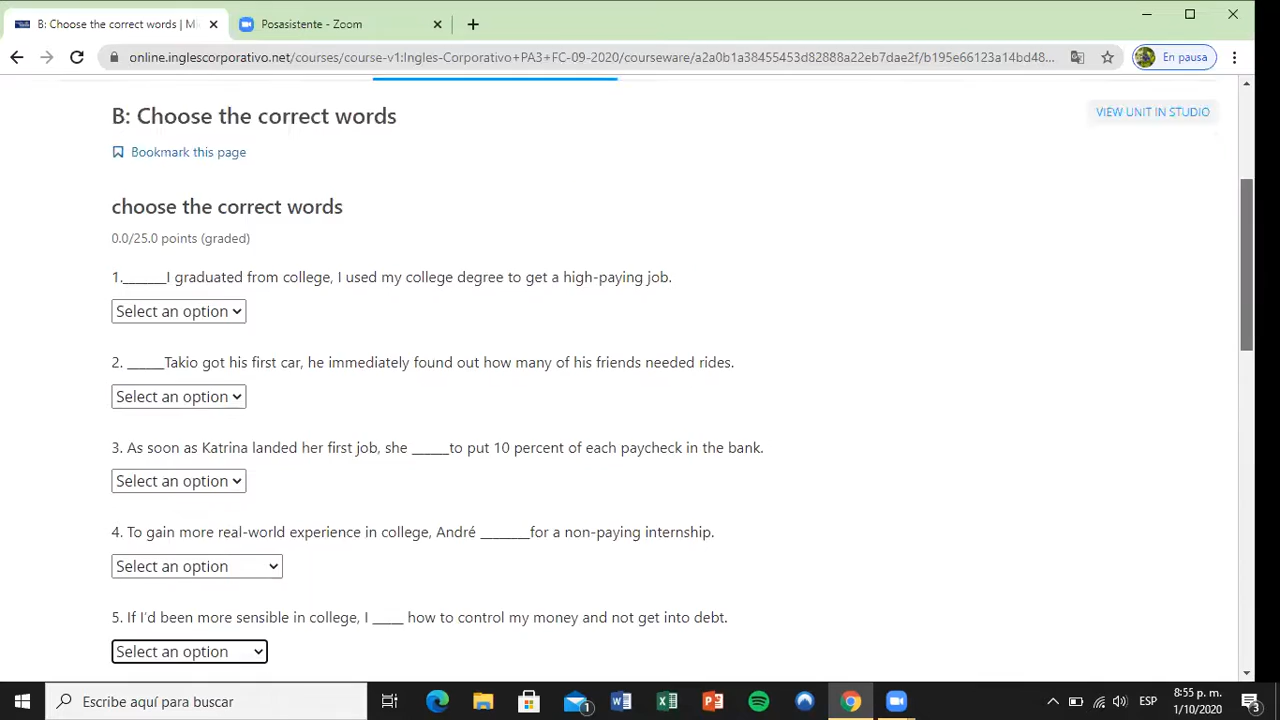 B: Choose the correct words | Mi
Posasistente - Zoom
online.inglescorporativo.net/courses/course-v1:Ingles-Corporativo+PA3+FC-09-2020/courseware/a2a0b1a38455453d82888a22eb7dae2f/b195e66123a14bd48...
En pausa
B: Choose the correct words
VIEW UNIT IN STUDIO
Bookmark this page
choose the correct words
0.0/25.0 points (graded)
1.______I graduated from college, I used my college degree to get a high-paying job.
Select an option
2. _____Takio got his first car, he immediately found out how many of his friends needed rides.
Select an option
3. As soon as Katrina landed her first job, she _____to put 10 percent of each paycheck in the bank.
Select an option
4. To gain more real-world experience in college, André _______for a non-paying internship.
Select an option
5. If I'd been more sensible in college, I ____ how to control my money and not get into debt.
Select an option
Escribe aquí para buscar
1
ESP
8:55 p. m.
1/10/2020
3